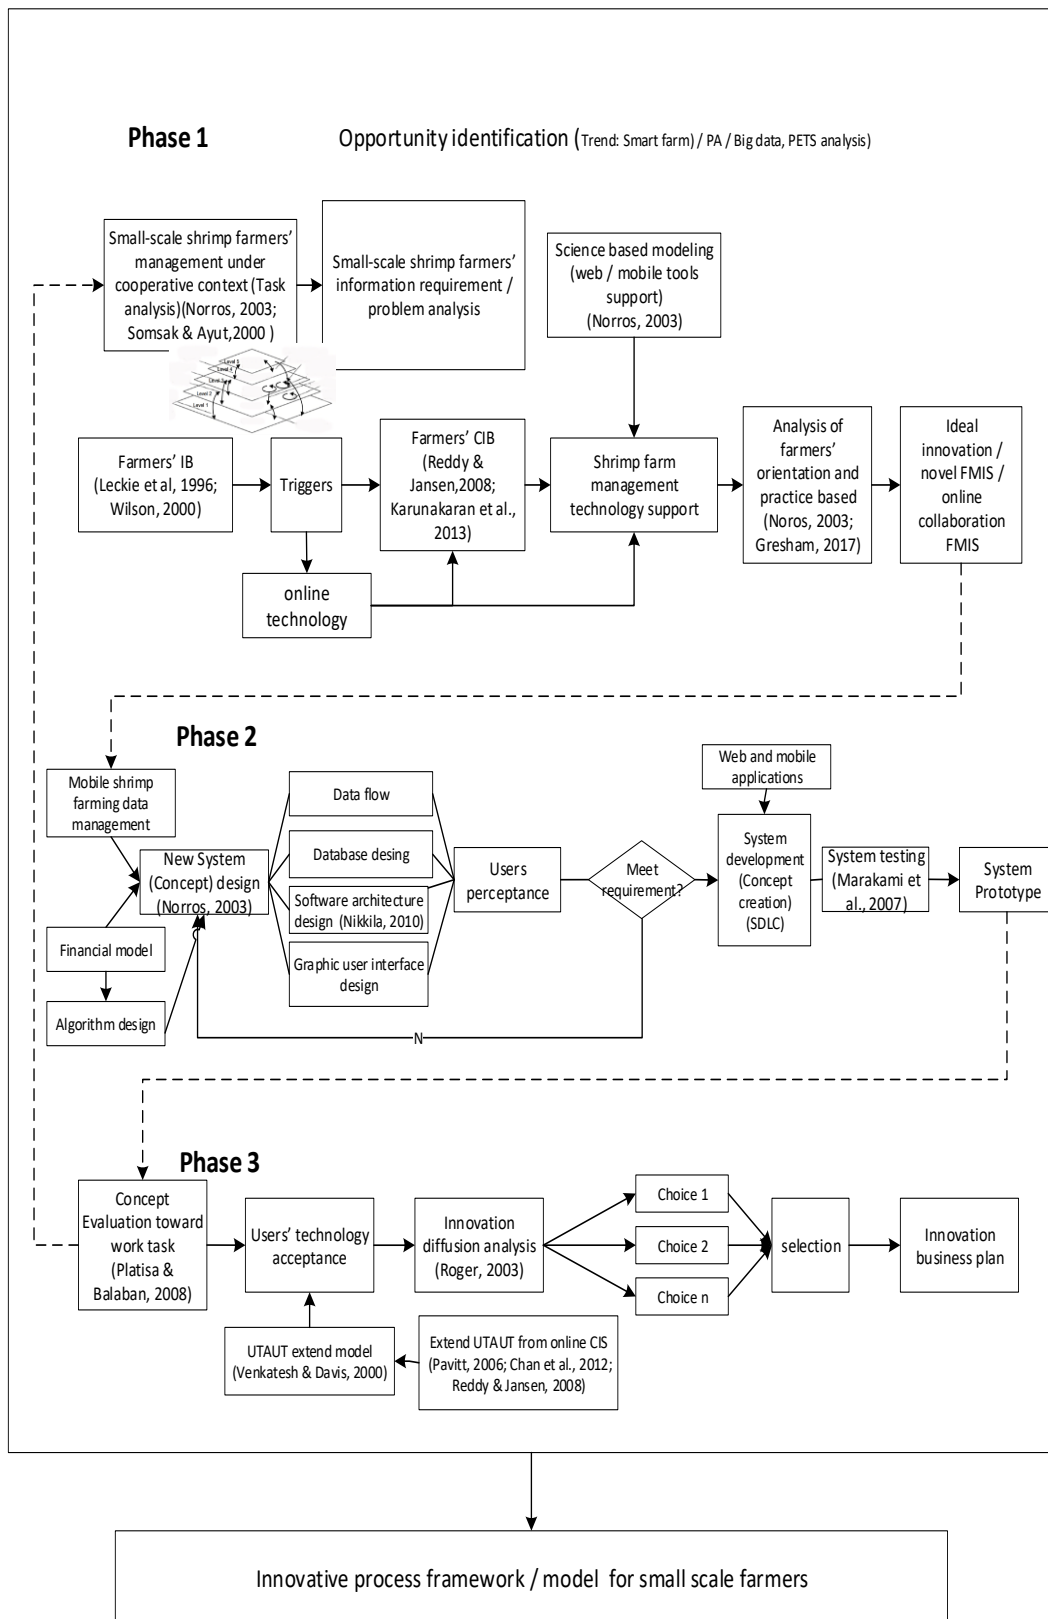 Phase 1
Opportunity identification (Trend: Smart farm) / PA / Big data, PETS analysis)
Small-scale shrimp farmers'
management under
cooperative context (Task
analysis)(Norros, 2003;
Somsak & Ayut,2000 )
Small-scale shrimp farmers'
information requirement /
problem analysis
Science based modeling
(web / mobile tools
support)
(Norros, 2003)
Level 5
Level 4
Level 3
Level 2
Level 1
Farmers' IB
(Leckie et al, 1996;
Wilson, 2000)
Triggers
Farmers' CIB
(Reddy &
Jansen,2008;
Karunakaran et al.,
2013)
Shrimp farm
management
technology support
Analysis of
farmers'
orientation and
practice based
(Noros, 2003;
Gresham, 2017)
Ideal
innovation /
novel FMIS /
online
collaboration
FMIS
online
technology
Phase 2
Mobile shrimp
farming data
management
New System
(Concept) design
(Norros, 2003)
Financial model
Algorithm design
Data flow
Database desing
Software architecture
design (Nikkila, 2010)
Graphic user interface
design
Users
perceptance
Meet
requirement?
N
Web and mobile
applications
System
development
(Concept
creation)
(SDLC)
System testing
(Marakami et
al., 2007)
System
Prototype
Phase 3
Concept
Evaluation toward
work task
(Platisa &
Balaban, 2008)
Users' technology
acceptance
Innovation
diffusion analysis
(Roger, 2003)
Choice 1
Choice 2
Choice n
selection
Innovation
business plan
UTAUT extend model
(Venkatesh & Davis, 2000)
Extend UTAUT from online CIS
(Pavitt, 2006; Chan et al., 2012;
Reddy & Jansen, 2008)
Innovative process framework / model  for small scale farmers